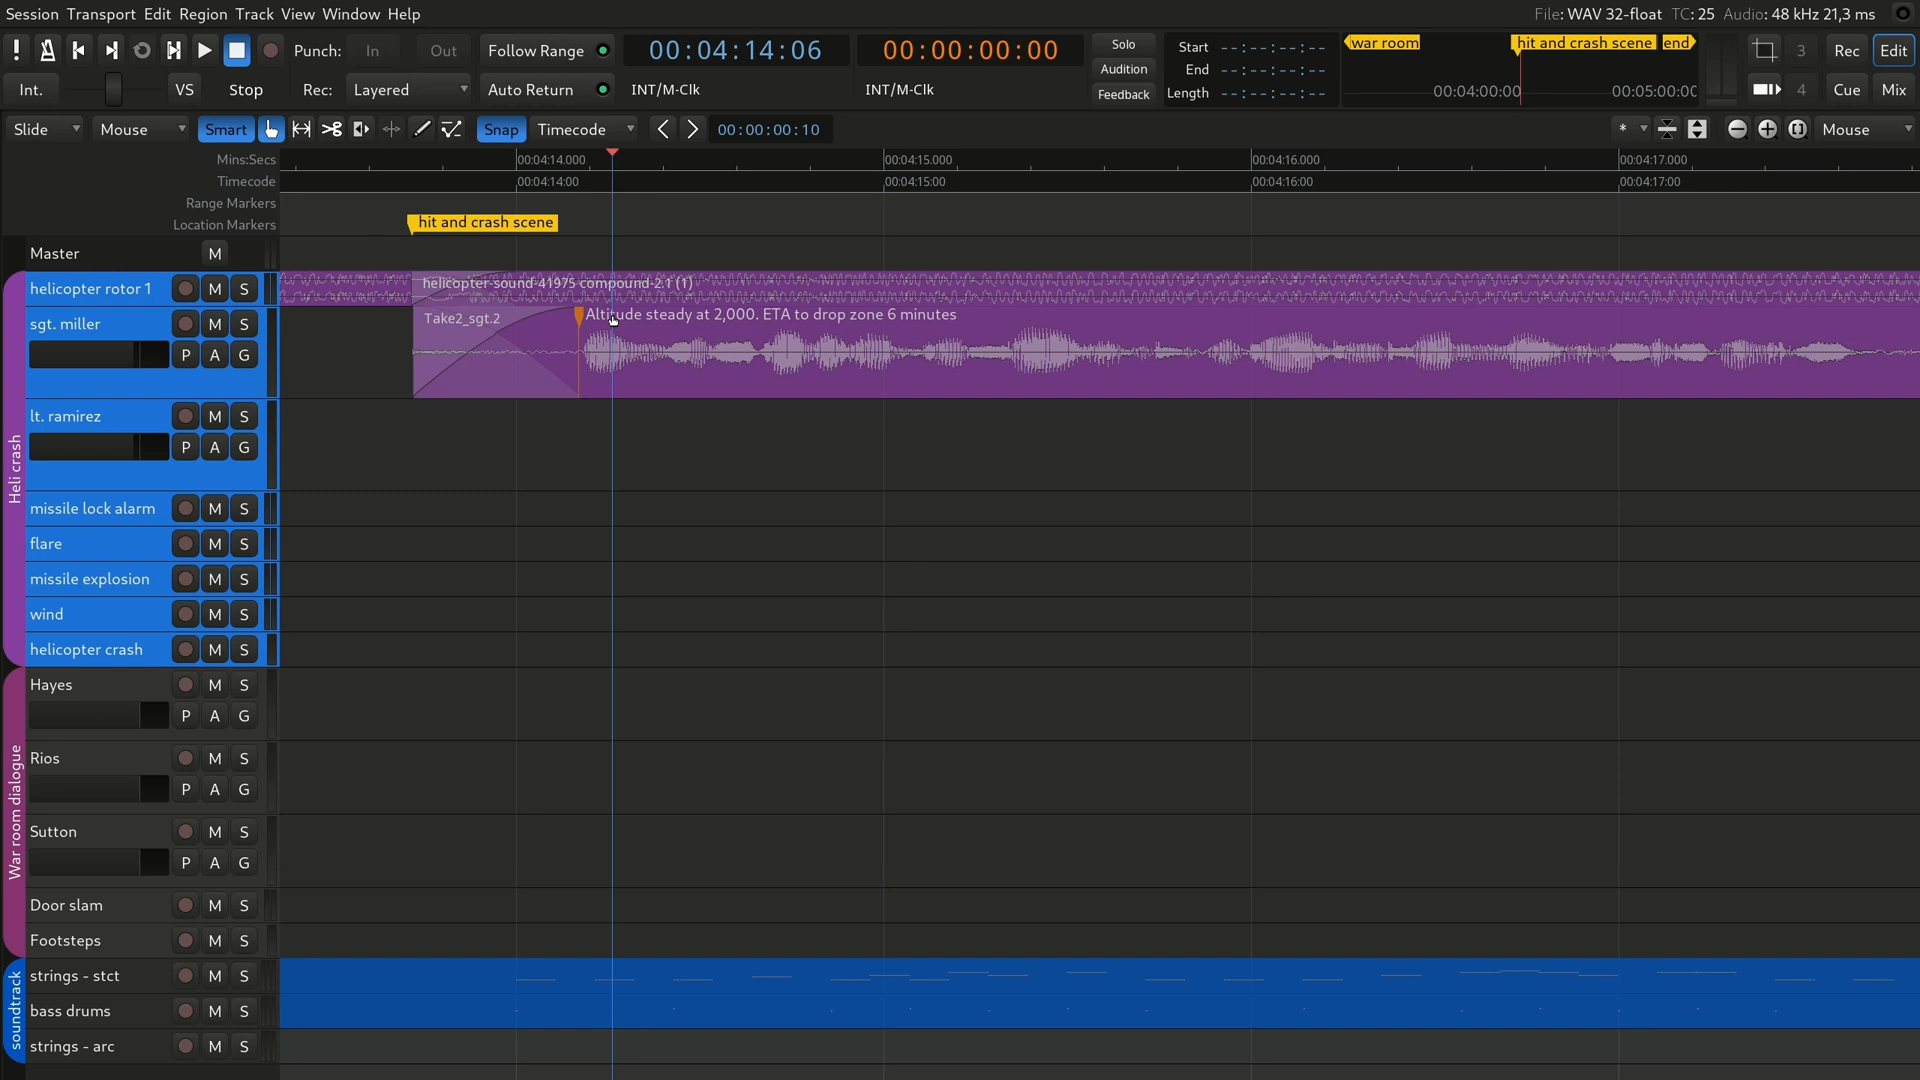 Session Transport Edit Region Track View Window Help
File: WAV 32-float TC: 25 Audio: 48 kHz 21,3 ms
Punch: In Out Follow Range 00:04:14:06 00:00:00:00
Solo
Audition
Feedback
Start --:--:--:--
End --:--:--:--
Length --:--:--:--
war room hit and crash scene end
00:04:00:00 00:05:00:0
3 Rec Edit
Int. VS Stop Rec: Layered Auto Return INT/M-Clk INT/M-Clk
4 Cue Mix
Slide Mouse Smart Snap Timecode 00:00:00:10 * Mouse
Mins:Secs 00:04:14.000 00:04:15.000 00:04:16.000 00:04:17.000
Timecode 00:04:14:00 00:04:15:00 00:04:16:00 00:04:17:00
Range Markers
Location Markers hit and crash scene
Master M
Heli crash
helicopter rotor 1 M S helicopter-sound-41975 compound-2.1 (1)
sgt. miller M S Take2_sgt.2 Altitude steady at 2,000. ETA to drop zone 6 minutes
P A G
lt. ramirez M S
P A G
missile lock alarm M S
flare M S
missile explosion M S
wind M S
helicopter crash M S
War room dialogue
Hayes M S
P A G
Rios M S
P A G
Sutton M S
P A G
Door slam M S
Footsteps M S
soundtrack
strings - stct M S
bass drums M S
strings - arc M S